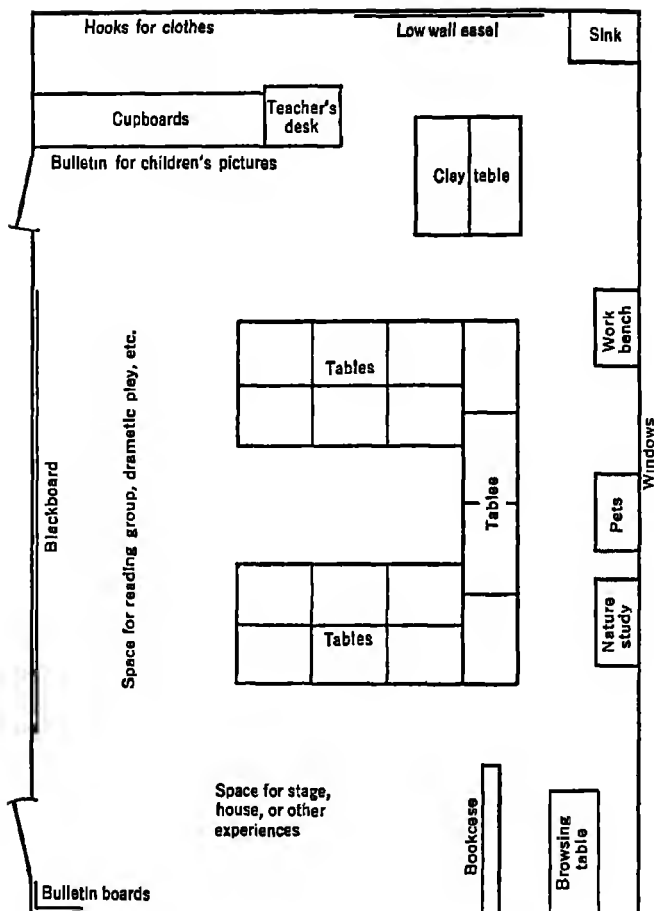 Hooks for clothes
Low wall easel
Sink
Cupboards
Teacher's
desk
Bulletin for children's pictures
Clay table
Work
bench
Windows
Tables
Space for reading group, dramatic play, etc.
Blackboard
Tables
Pets
Nature
study
Tables
Space for stage,
house, or other
experiences
Bookcase
Browsing
table
Bulletin boards